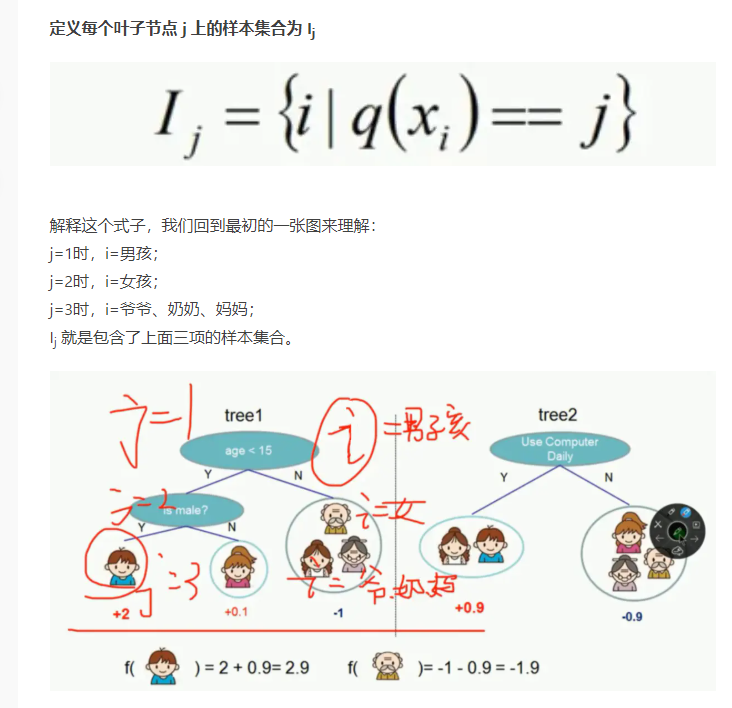 定义每个叶子节点 j 上的样本集合为 Ij
I_j = {i | q(x_i) == j}
解释这个式子，我们回到最初的一张图来理解：
j=1时，i=男孩；
j=2时，i=女孩；
j=3时，i=爷爷、奶奶、妈妈；
Ij 就是包含了上面三项的样本集合。
j=1
tree1
i=男孩
tree2
age < 15
Use Computer
Daily
Y
N
Y
N
j=2
is male?
i=女
Y
N
j=3
i=爷.奶.妈
+2
+0.1
-1
+0.9
-0.9
f( ) = 2 + 0.9= 2.9
f( )= -1 - 0.9 = -1.9